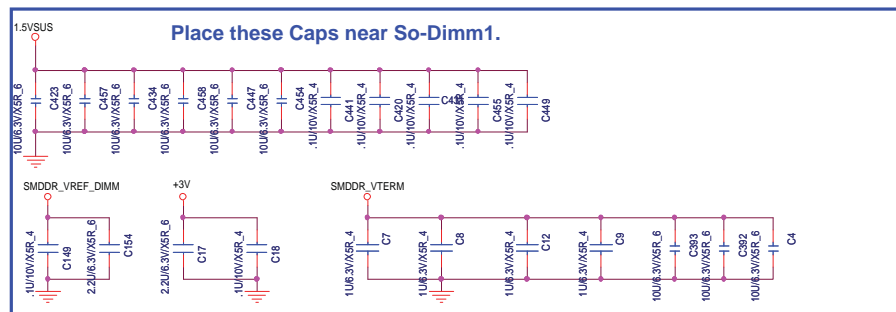 Place these Caps near So-Dimm1.
1.5VSUS
10U/6.3V/X5R_6
C423
10U/6.3V/X5R_6
C457
10U/6.3V/X5R_6
C434
10U/6.3V/X5R_6
C458
10U/6.3V/X5R_6
C447
10U/6.3V/X5R_6
C454
.1U/10V/X5R_4
C441
.1U/10V/X5R_4
C420
.1U/10V/X5R_4
.1U/10V/X5R_4
C455
.1U/10V/X5R_4
C449
SMDDR_VREF_DIMM
.1U/10V/X5R_4
C149
2.2U/6.3V/X5R_6
C154
+3V
2.2U/6.3V/X5R_6
C17
.1U/10V/X5R_4
C18
SMDDR_VTERM
1U/6.3V/X5R_4
C7
1U/6.3V/X5R_4
C8
1U/6.3V/X5R_4
C12
1U/6.3V/X5R_4
C9
10U/6.3V/X5R_6
C393
10U/6.3V/X5R_6
C392
10U/6.3V/X5R_6
C4